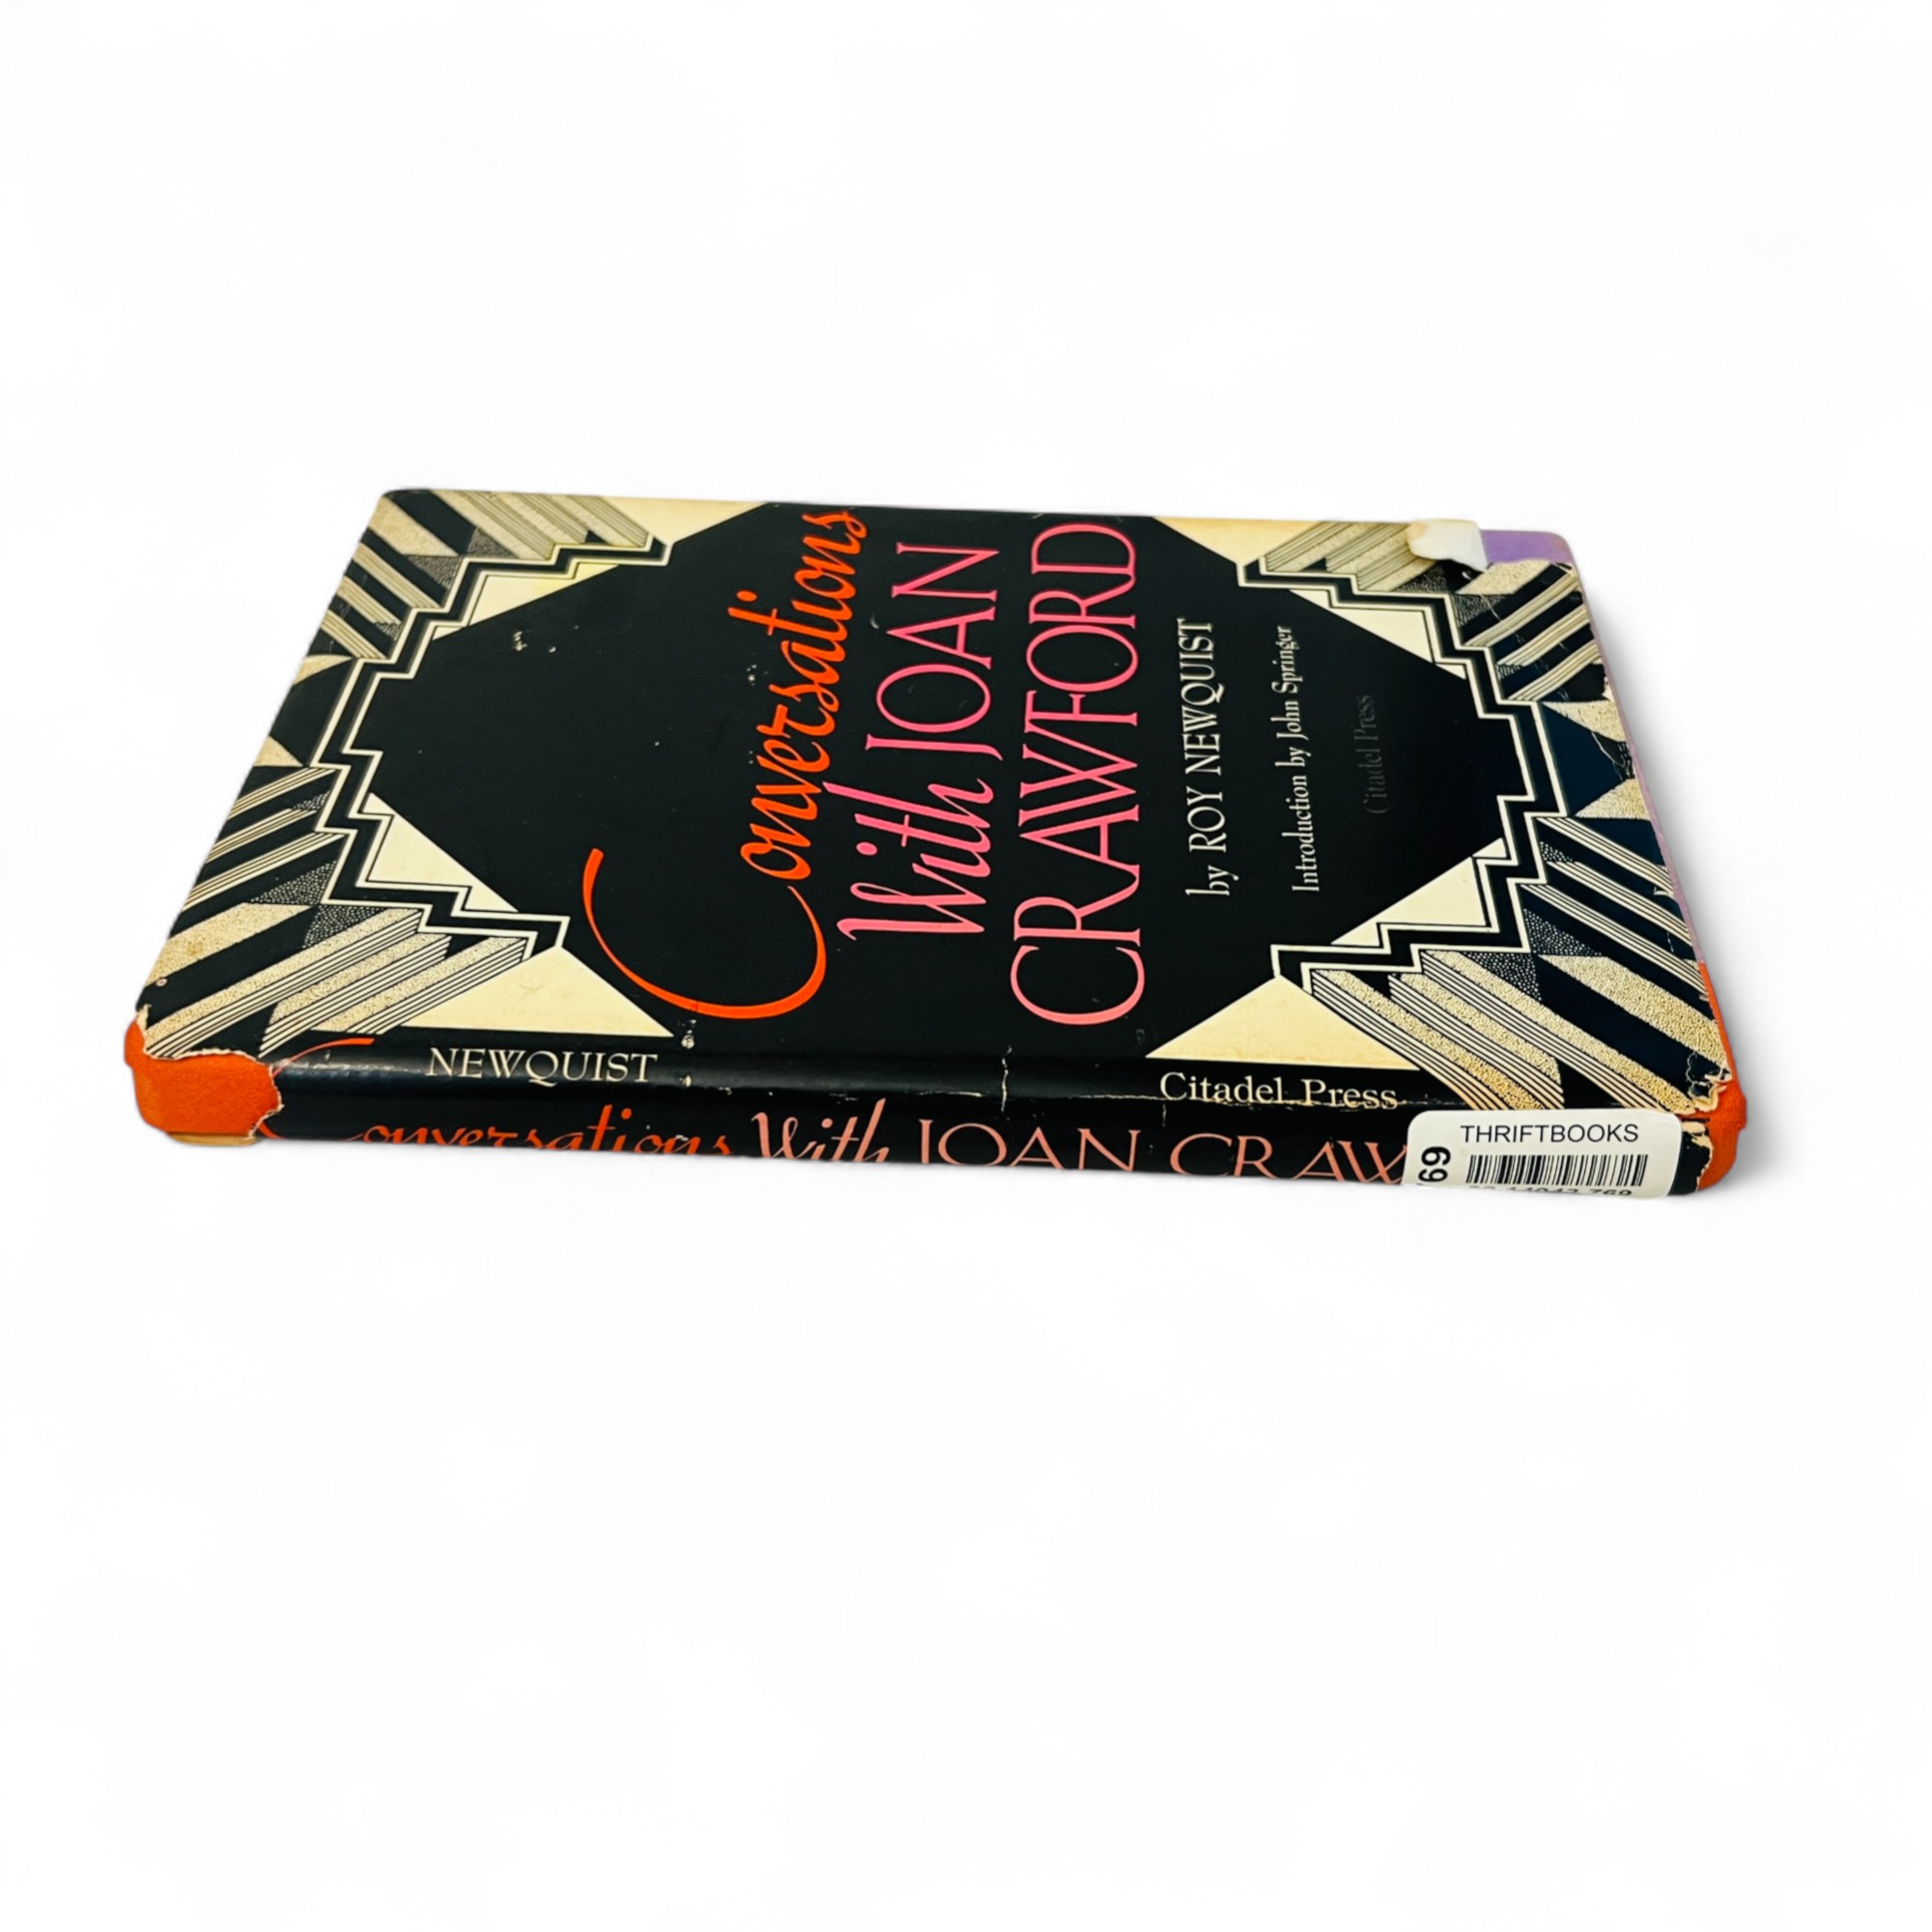 Conversations
With JOAN
CRAWFORD
by ROY NEWQUIST
Introduction by John Springer
Citadel Press
NEWQUIST
Citadel Press
Conversations With JOAN
THRIFTBOOKS
69